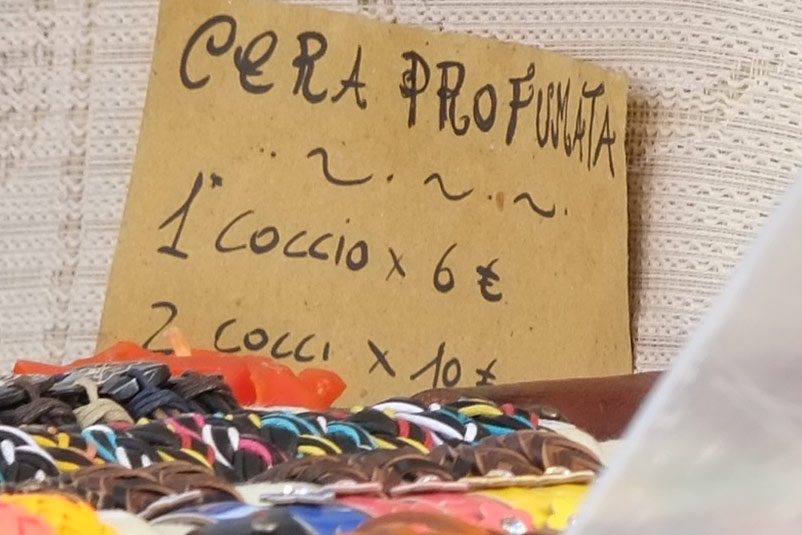 CERA PROFUMATA
1 COCCIO x 6 €
2 COCCI x 10 €